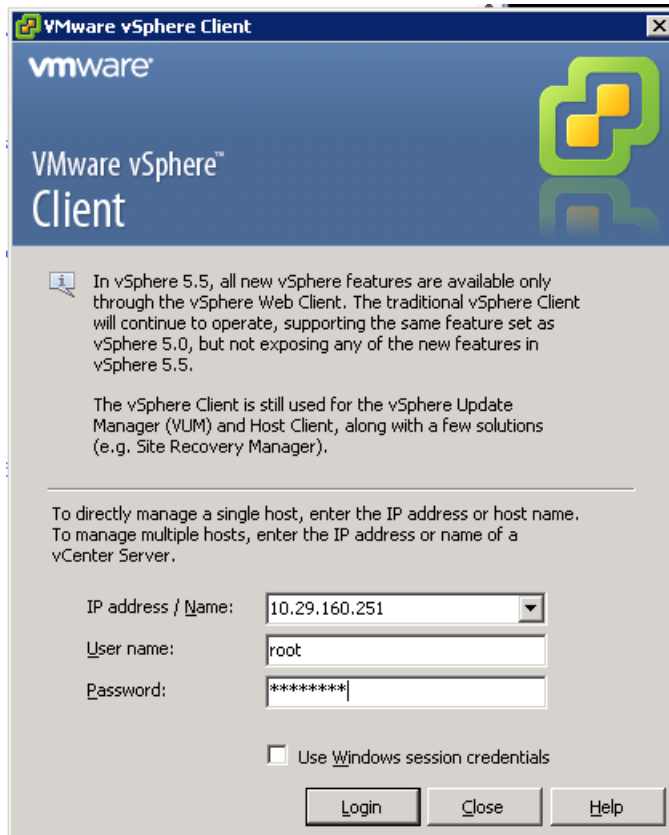 VMware vSphere Client
vmware
VMware vSphere™
Client
In vSphere 5.5, all new vSphere features are available only
through the vSphere Web Client. The traditional vSphere Client
will continue to operate, supporting the same feature set as
vSphere 5.0, but not exposing any of the new features in
vSphere 5.5.
The vSphere Client is still used for the vSphere Update
Manager (VUM) and Host Client, along with a few solutions
(e.g. Site Recovery Manager).
To directly manage a single host, enter the IP address or host name.
To manage multiple hosts, enter the IP address or name of a
vCenter Server.
IP address / Name: 10.29.160.251
User name: root
Password: ********
Use Windows session credentials
Login Close Help